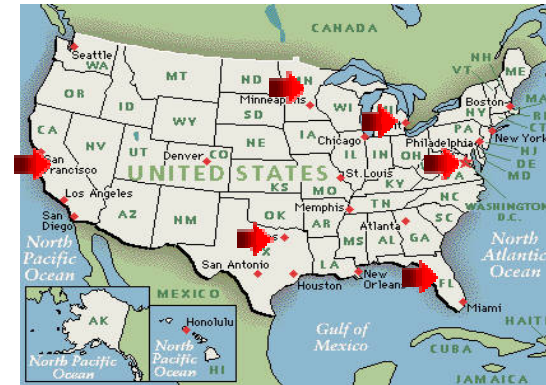 CANADA
Seattle
WA
MT
ND
MN
ME
NH
VT
OR
ID
WY
SD
Minneapolis
WI
MI
NY
Boston
MA
RI
CT
New York
PA
Philadelphia
NJ
DE
MD
CA
NV
UT
Denver
CO
NE
IA
Chicago
IL
IN
OH
San
Francisco
UNITED STATES
KS
MO
St. Louis
KY
WASHINGTON
D.C.
Los Angeles
San
Diego
AZ
NM
OK
AR
Memphis
TN
NC
SC
Atlanta
MS
AL
GA
North
Pacific
Ocean
North
Atlantic
Ocean
San Antonio
Houston
LA
New
Orleans
FL
Miami
MEXICO
Gulf of
Mexico
CUBA
HAITI
JAMAICA
AK
North Pacific
Ocean
Honolulu
North
Pacific
Ocean
HI